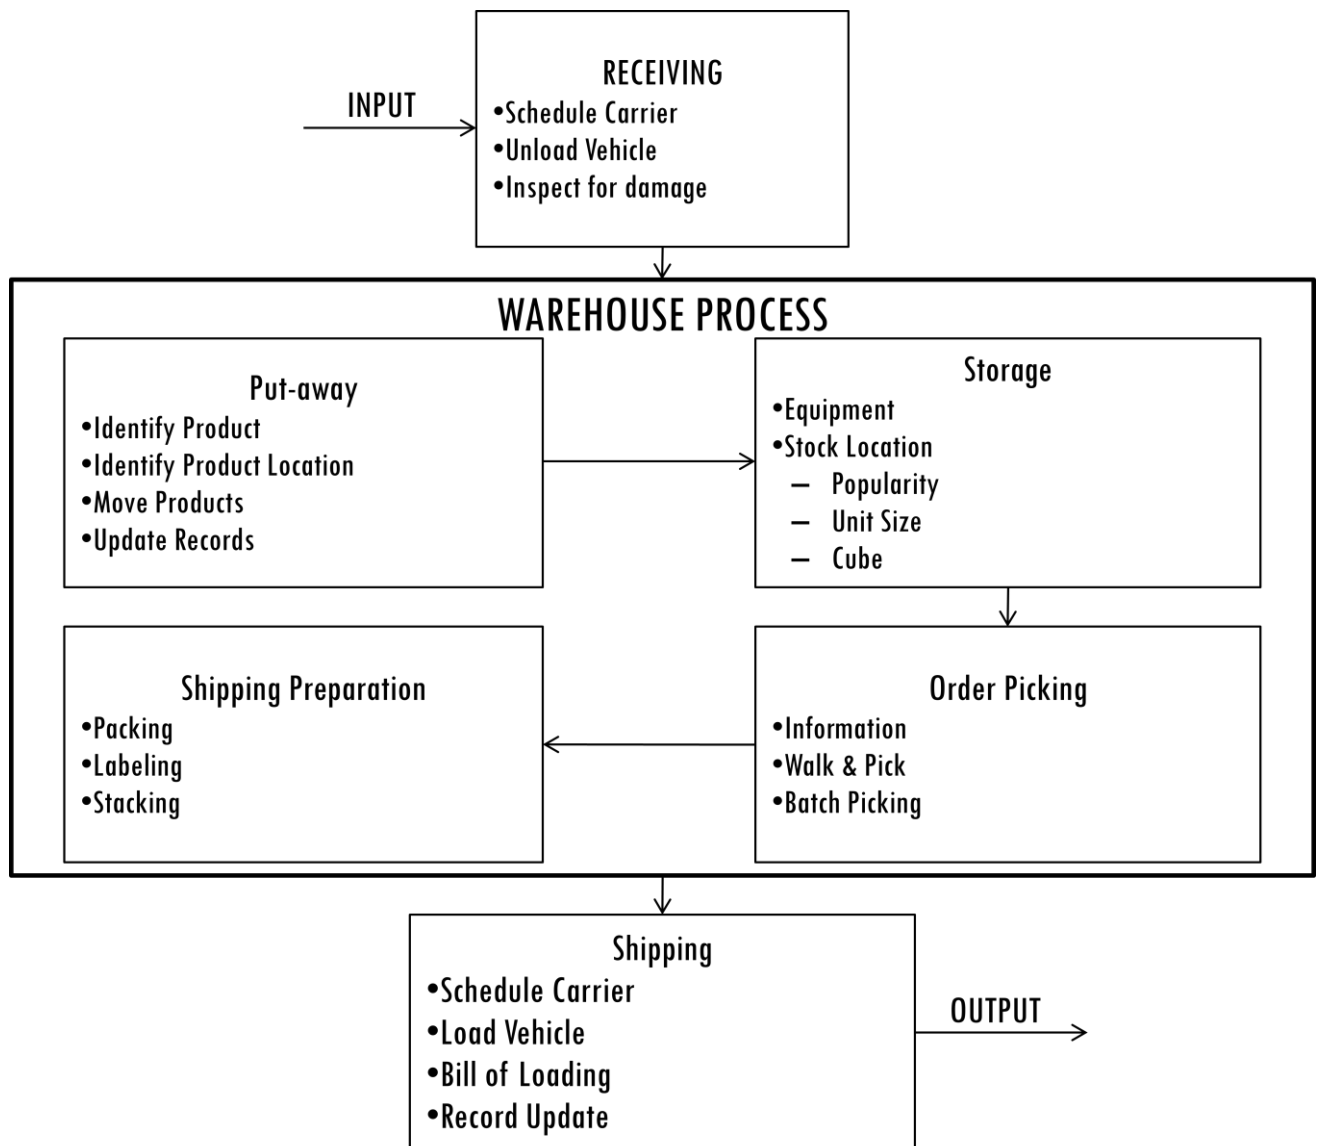 RECEIVING
INPUT
•Schedule Carrier
•Unload Vehicle
•Inspect for damage
WAREHOUSE PROCESS
Put-away
•Identify Product
•Identify Product Location
•Move Products
•Update Records
Storage
•Equipment
•Stock Location
– Popularity
– Unit Size
– Cube
Order Picking
•Information
•Walk & Pick
•Batch Picking
Shipping Preparation
•Packing
•Labeling
•Stacking
Shipping
•Schedule Carrier
•Load Vehicle
•Bill of Loading
•Record Update
OUTPUT